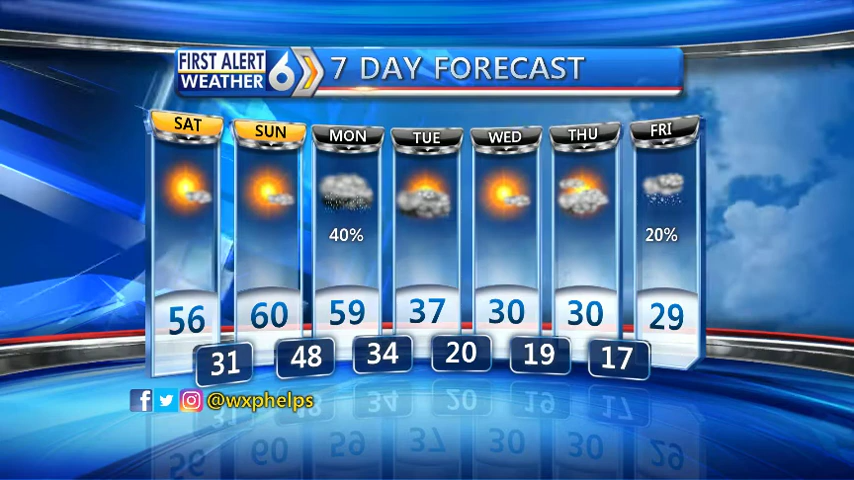 FIRST ALERT
WEATHER 6
7 DAY FORECAST
SAT SUN MON TUE WED THU FRI
40% 20%
56 60 59 37 30 30 29
31 48 34 20 19 17
@wxphelps